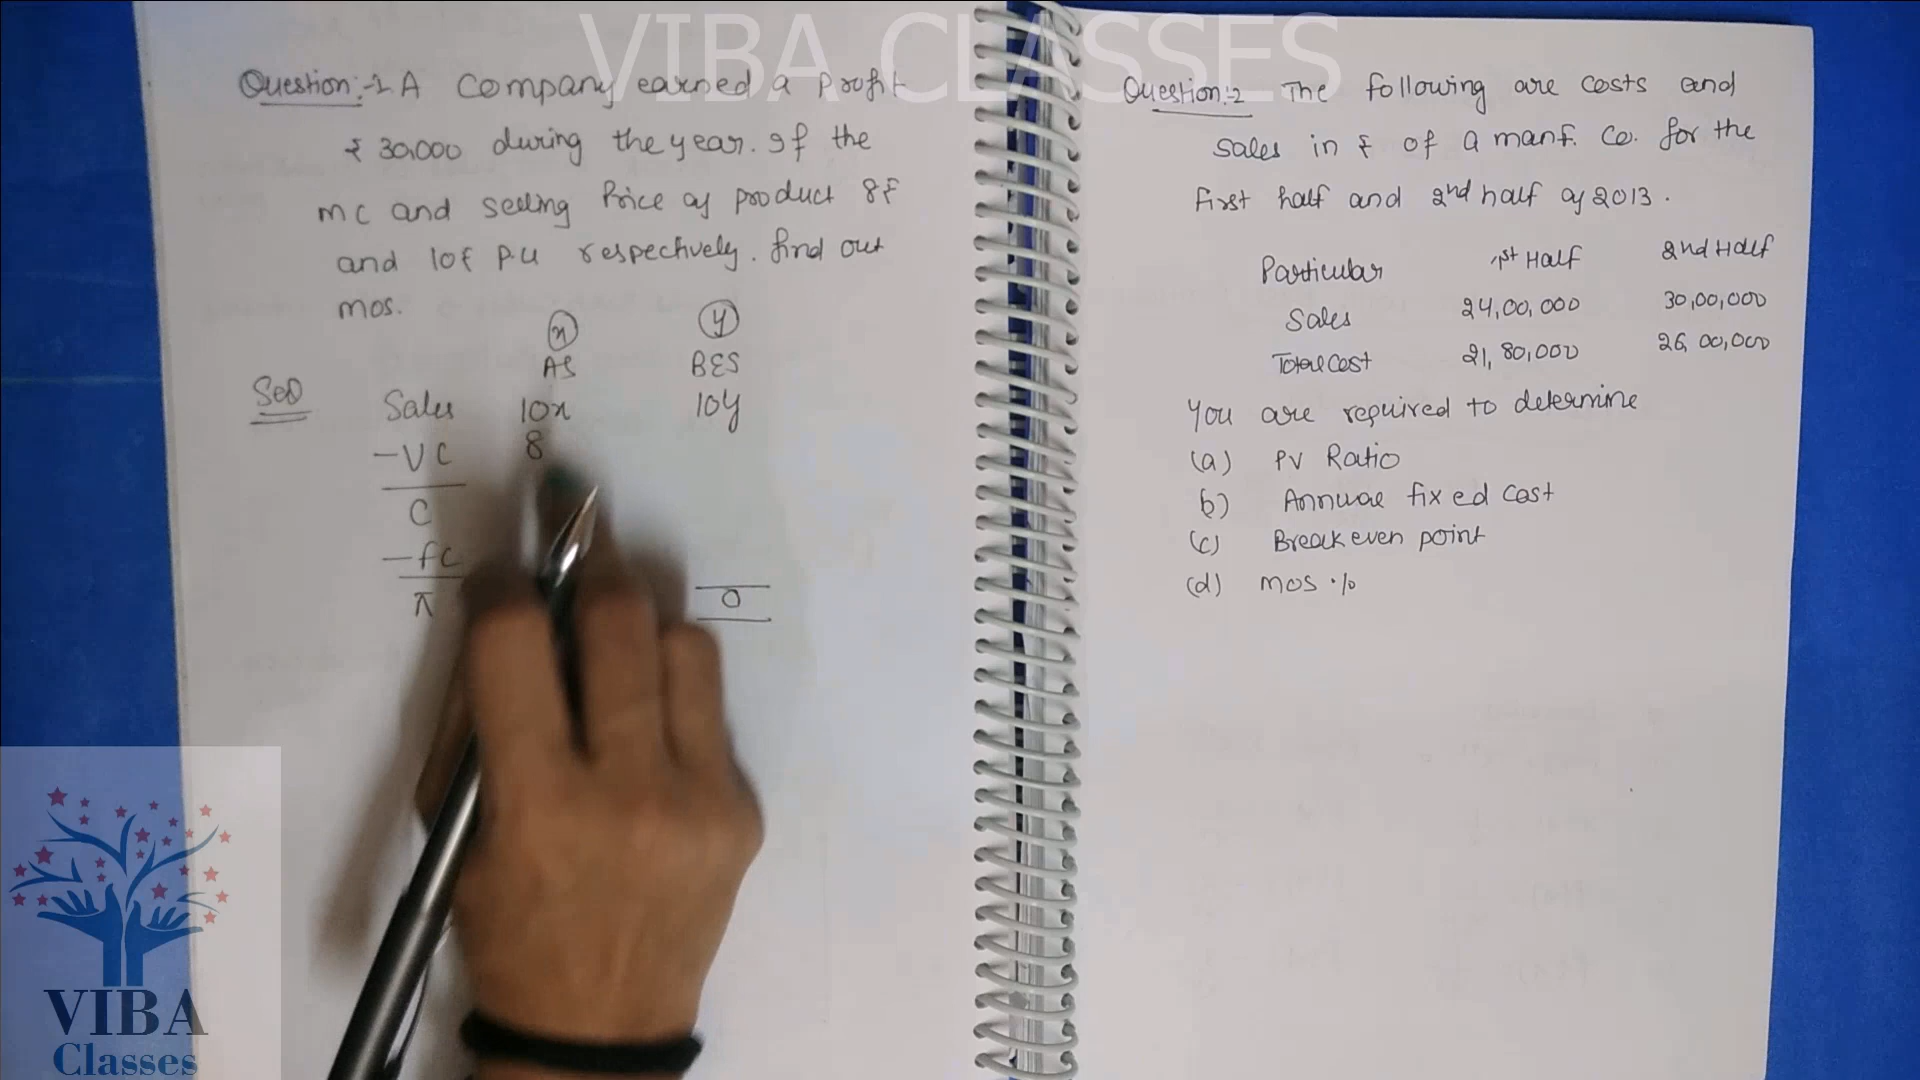 VIBA CLASSES
Question:-1 A Company earned a Profit
₹ 30,000 during the year. If the
MC and selling Price of product 8₹
and 10₹ P.U respectively. find out
mos.
x y
AS BES
Sol Sales 10x 10y
-VC 8
C
-fc
π 0
Question:2 The following are costs and
Sales in ₹ of a manf. Co. for the
first half and 2nd half of 2013.
Particular 1st Half 2nd Half
Sales 24,00,000 30,00,000
Total Cost 21,80,000 26,00,000
You are required to determine
(a) PV Ratio
b) Annual fixed Cost
(c) Break even point
(d) mos %
VIBA
Classes